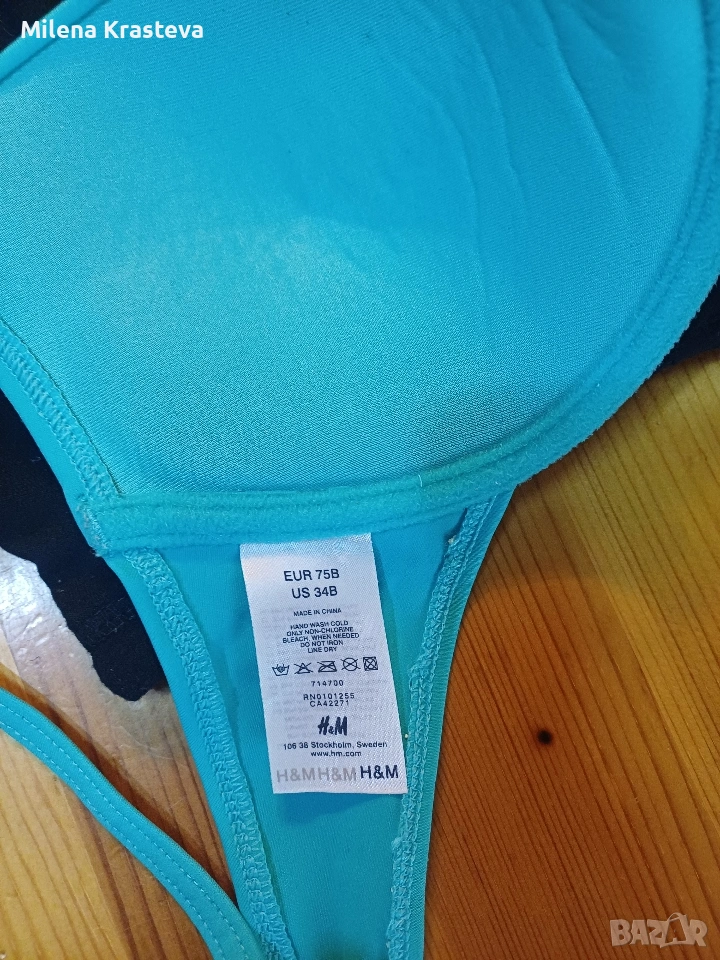 Milena Krasteva
EUR 75B
US 34B
MADE IN CHINA
HAND WASH COLD
ONLY NON-CHLORINE
BLEACH, WHEN NEEDED
DO NOT IRON
LINE DRY
714700
RN0101255
CA42271
H&M
106 38 Stockholm, Sweden
www.hm.com
H&M H&M H&M
BAZAR